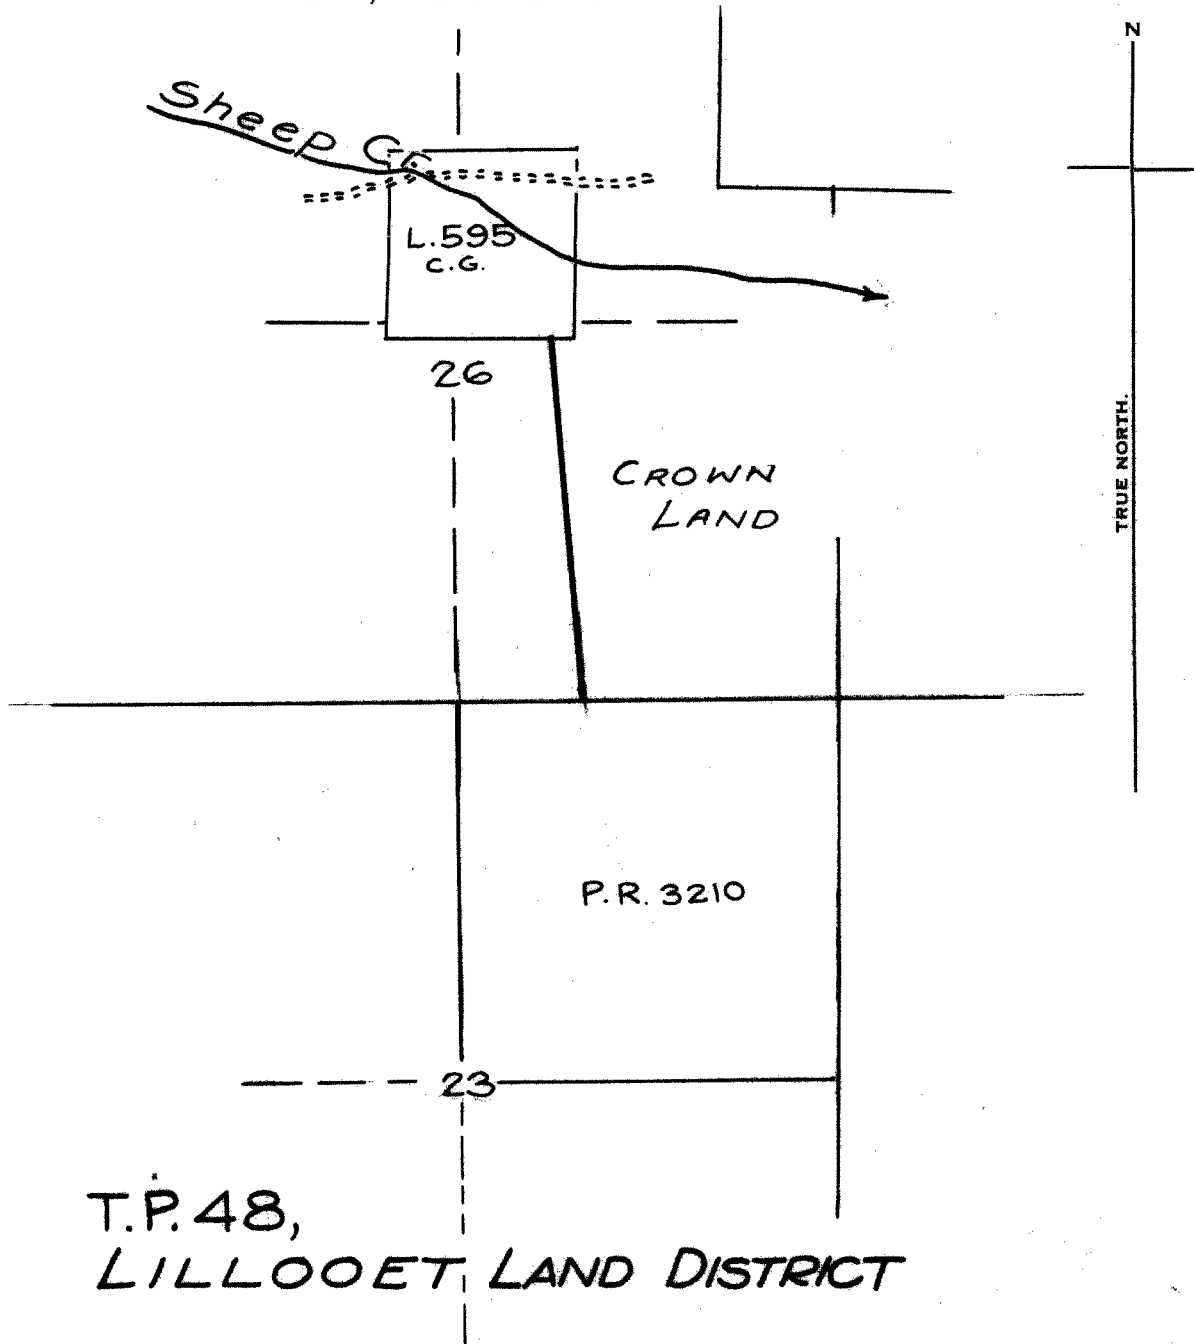 N
Sheep Cr.
L.595
C.G.
26
CROWN
LAND
TRUE NORTH.
P.R. 3210
23
T.P. 48,
LILLOOET LAND DISTRICT